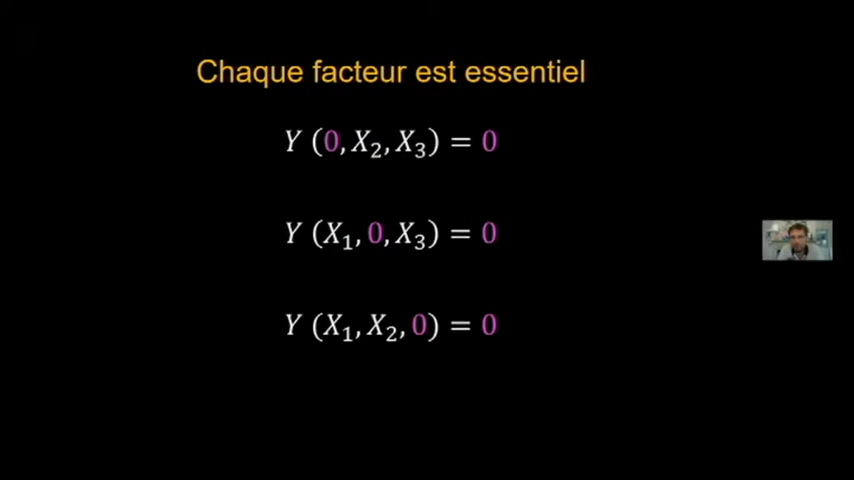 Chaque facteur est essentiel
Y (0, X₂, X₃) = 0
Y (X₁, 0, X₃) = 0
Y (X₁, X₂, 0) = 0